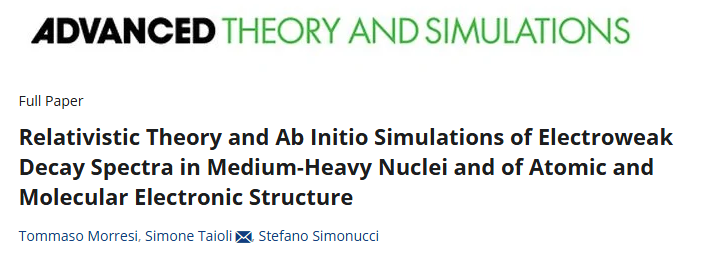 ADVANCED THEORY AND SIMULATIONS
Full Paper
Relativistic Theory and Ab Initio Simulations of Electroweak
Decay Spectra in Medium-Heavy Nuclei and of Atomic and
Molecular Electronic Structure
Tommaso Morresi, Simone Taioli, Stefano Simonucci